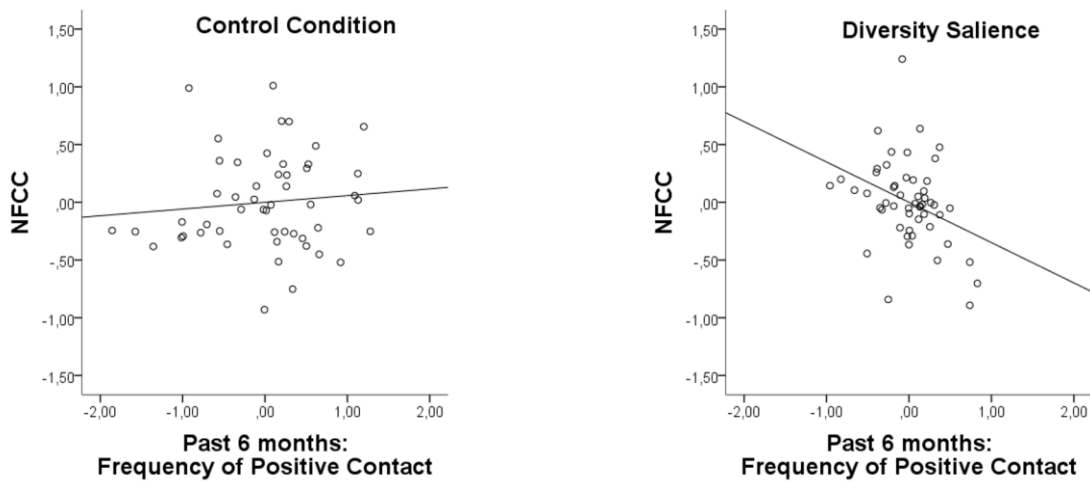 Control Condition
NFCC
1,50
1,00
,50
,00
-,50
-1,00
-1,50
-2,00 -1,00 ,00 1,00 2,00
Past 6 months:
Frequency of Positive Contact
Diversity Salience
NFCC
1,50
1,00
,50
,00
-,50
-1,00
-1,50
-2,00 -1,00 ,00 1,00 2,00
Past 6 months:
Frequency of Positive Contact